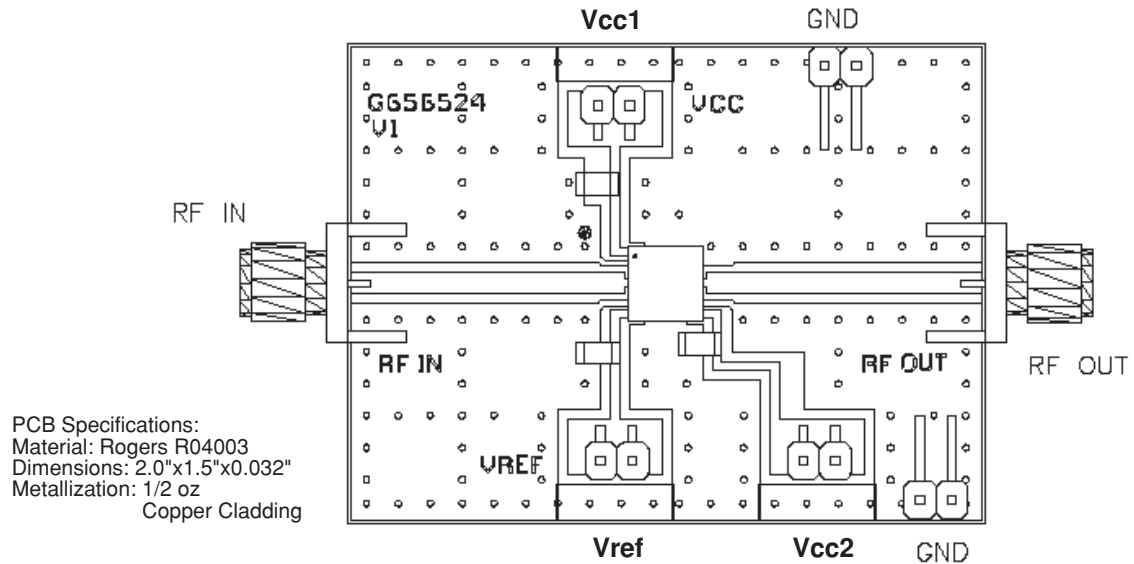 Vcc1
GND
G656524
V1
VCC
RF IN
RF IN
RF OUT
RF OUT
PCB Specifications:
Material: Rogers R04003
Dimensions: 2.0"x1.5"x0.032"
Metallization: 1/2 oz
Copper Cladding
VREF
Vref
Vcc2
GND